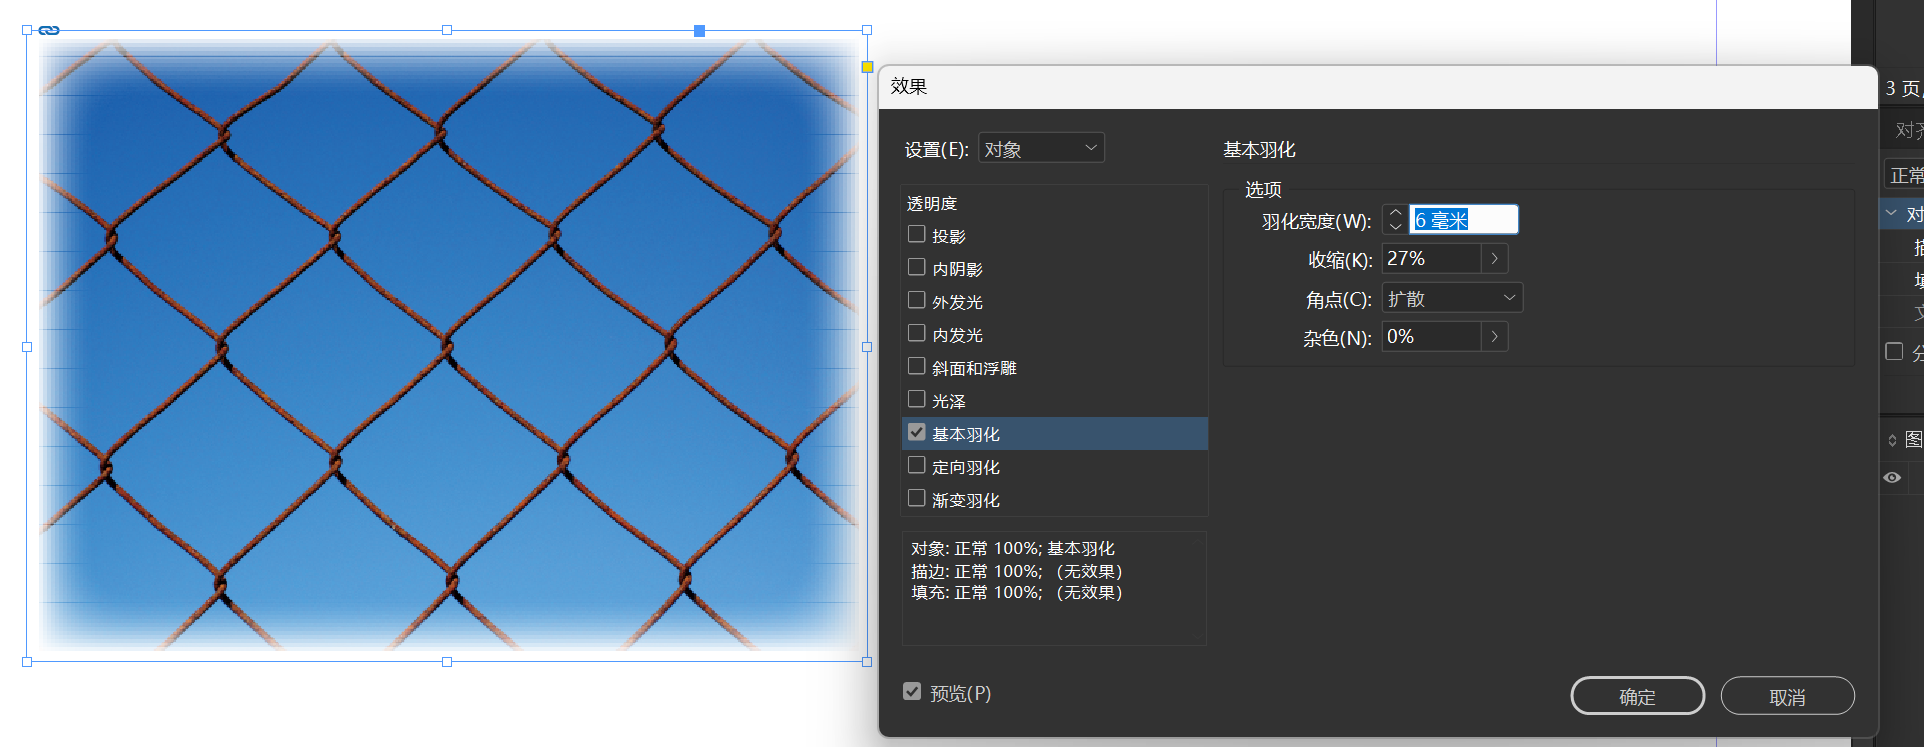 效果
设置(E): 对象
透明度
投影
内阴影
外发光
内发光
斜面和浮雕
光泽
基本羽化
定向羽化
渐变羽化
对象: 正常 100%; 基本羽化
描边: 正常 100%; （无效果）
填充: 正常 100%; （无效果）
预览(P)
基本羽化
选项
羽化宽度(W): 6 毫米
收缩(K): 27%
角点(C): 扩散
杂色(N): 0%
确定 取消
3 页
对齐
正常
对
图